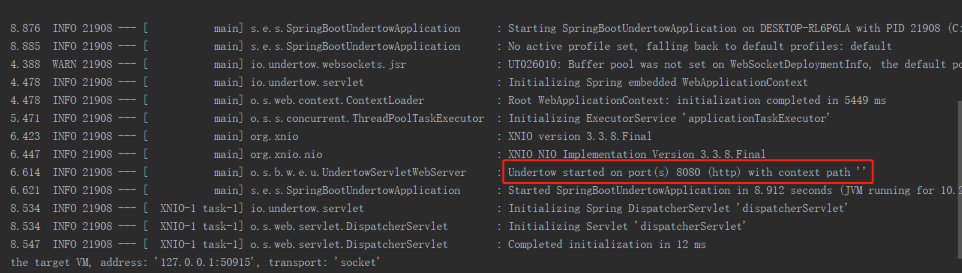 8.876  INFO 21908 --- [           main] s.e.s.SpringBootUndertowApplication      : Starting SpringBootUndertowApplication on DESKTOP-RL6P6LA with PID 21908 (C:
8.885  INFO 21908 --- [           main] s.e.s.SpringBootUndertowApplication      : No active profile set, falling back to default profiles: default
4.388  WARN 21908 --- [           main] io.undertow.websockets.jsr               : UT026010: Buffer pool was not set on WebSocketDeploymentInfo, the default po
4.478  INFO 21908 --- [           main] io.undertow.servlet                      : Initializing Spring embedded WebApplicationContext
4.478  INFO 21908 --- [           main] o.s.web.context.ContextLoader            : Root WebApplicationContext: initialization completed in 5449 ms
5.471  INFO 21908 --- [           main] o.s.s.concurrent.ThreadPoolTaskExecutor  : Initializing ExecutorService 'applicationTaskExecutor'
6.423  INFO 21908 --- [           main] org.xnio                                 : XNIO version 3.3.8.Final
6.447  INFO 21908 --- [           main] org.xnio.nio                             : XNIO NIO Implementation Version 3.3.8.Final
6.614  INFO 21908 --- [           main] o.s.b.w.e.u.UndertowServletWebServer     : Undertow started on port(s) 8080 (http) with context path ''
6.621  INFO 21908 --- [           main] s.e.s.SpringBootUndertowApplication      : Started SpringBootUndertowApplication in 8.912 seconds (JVM running for 10.2
8.534  INFO 21908 --- [  XNIO-1 task-1] io.undertow.servlet                      : Initializing Spring DispatcherServlet 'dispatcherServlet'
8.534  INFO 21908 --- [  XNIO-1 task-1] o.s.web.servlet.DispatcherServlet        : Initializing Servlet 'dispatcherServlet'
8.547  INFO 21908 --- [  XNIO-1 task-1] o.s.web.servlet.DispatcherServlet        : Completed initialization in 12 ms
the target VM, address: '127.0.0.1:50915', transport: 'socket'